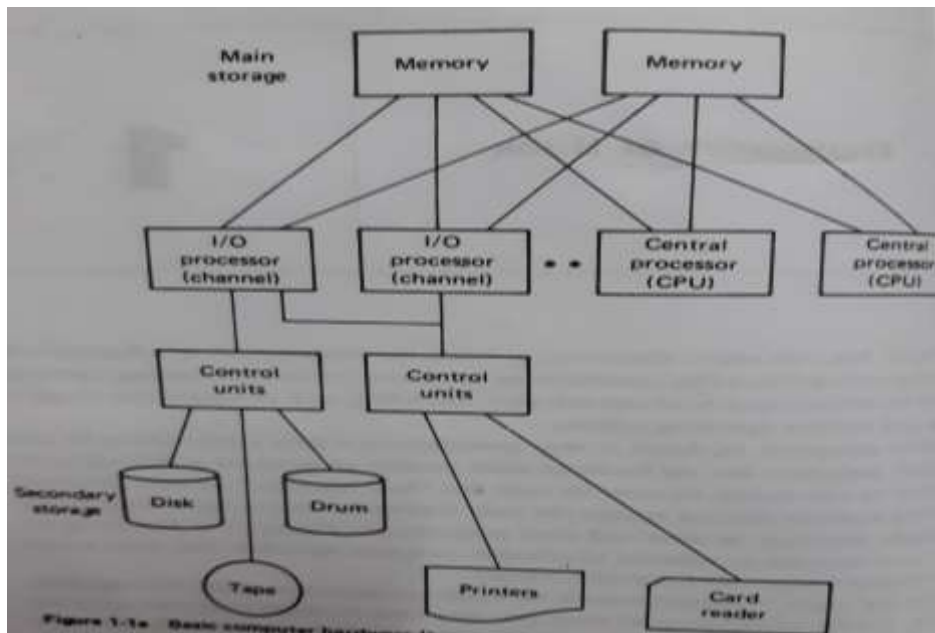 Main
storage
Memory
Memory
I/O
processor
(channel)
I/O
processor
(channel)
Central
processor
(CPU)
Central
processor
(CPU)
Control
units
Control
units
Secondary
storage
Disk
Drum
Tape
Printers
Card
reader
Figure 1-1a Basic computer hardware